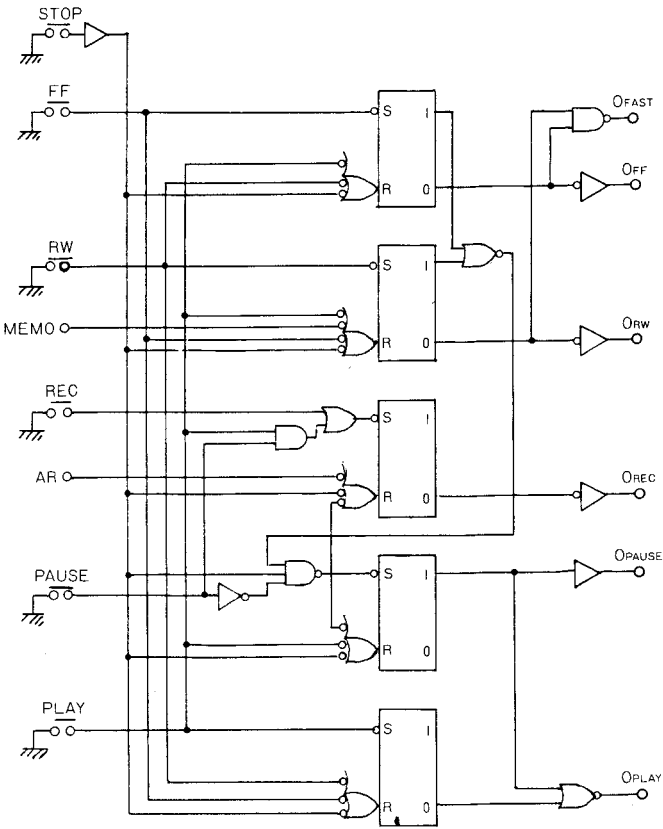 STOP
FF
S 1
OFAST
R 0
OFF
RW
S 1
MEMO
R 0
ORW
REC
S 1
AR
R 0
OREC
PAUSE
S 1
OPAUSE
R 0
PLAY
S 1
OPLAY
R 0